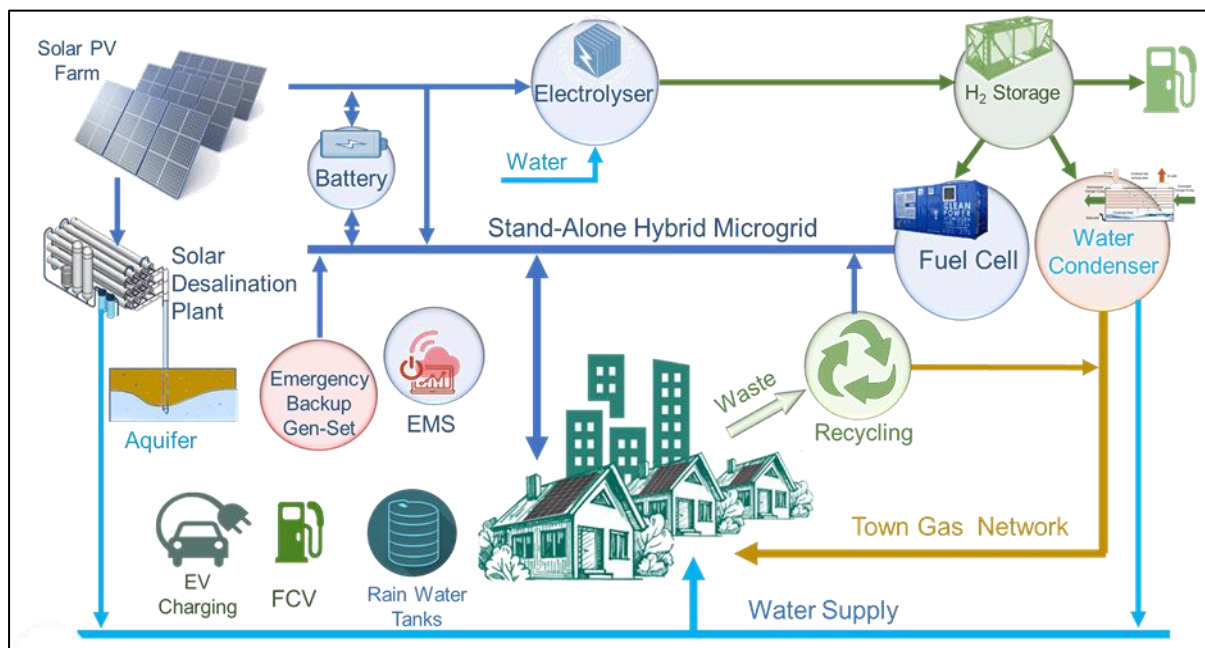 Solar PV
Farm
Electrolyser
H₂ Storage
Water
Battery
Stand-Alone Hybrid Microgrid
CLEAN
POWER
Fuel Cell
Water
Condenser
Solar
Desalination
Plant
Emergency
Backup
Gen-Set
EMS
Waste
Recycling
Aquifer
Town Gas Network
EV
Charging
FCV
Rain Water
Tanks
Water Supply